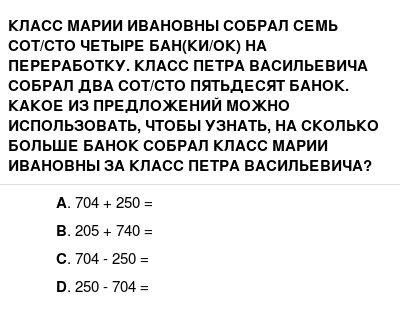 КЛАСС МАРИИ ИВАНОВНЫ СОБРАЛ СЕМЬ
СОТ/СТО ЧЕТЫРЕ БАН(КИ/ОК) НА
ПЕРЕРАБОТКУ. КЛАСС ПЕТРА ВАСИЛЬЕВИЧА
СОБРАЛ ДВА СОТ/СТО ПЯТЬДЕСЯТ БАНОК.
КАКОЕ ИЗ ПРЕДЛОЖЕНИЙ МОЖНО
ИСПОЛЬЗОВАТЬ, ЧТОБЫ УЗНАТЬ, НА СКОЛЬКО
БОЛЬШЕ БАНОК СОБРАЛ КЛАСС МАРИИ
ИВАНОВНЫ ЗА КЛАСС ПЕТРА ВАСИЛЬЕВИЧА?
A. 704 + 250 =
B. 205 + 740 =
C. 704 - 250 =
D. 250 - 704 =